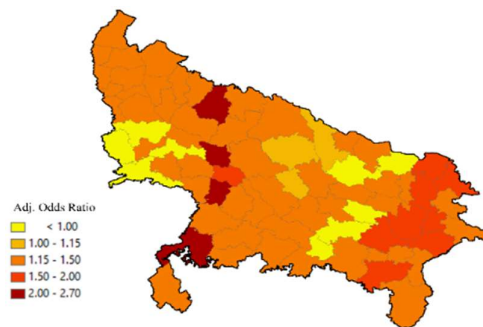 Adj. Odds Ratio
< 1.00
1.00 - 1.15
1.15 - 1.50
1.50 - 2.00
2.00 - 2.70